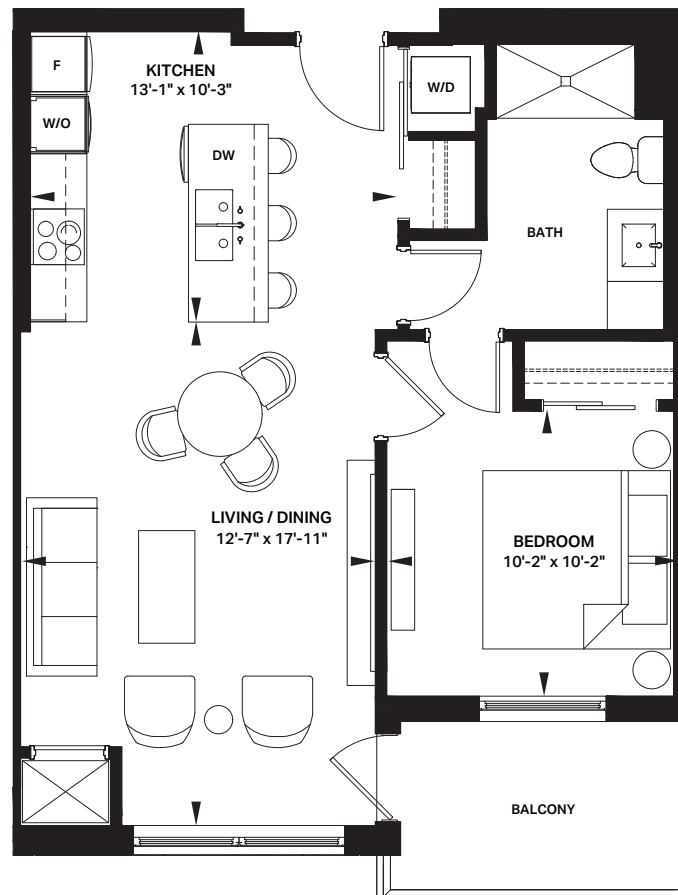 F
KITCHEN
13'-1" x 10'-3"
W/D
W/O
DW
BATH
LIVING / DINING
12'-7" x 17'-11"
BEDROOM
10'-2" x 10'-2"
BALCONY